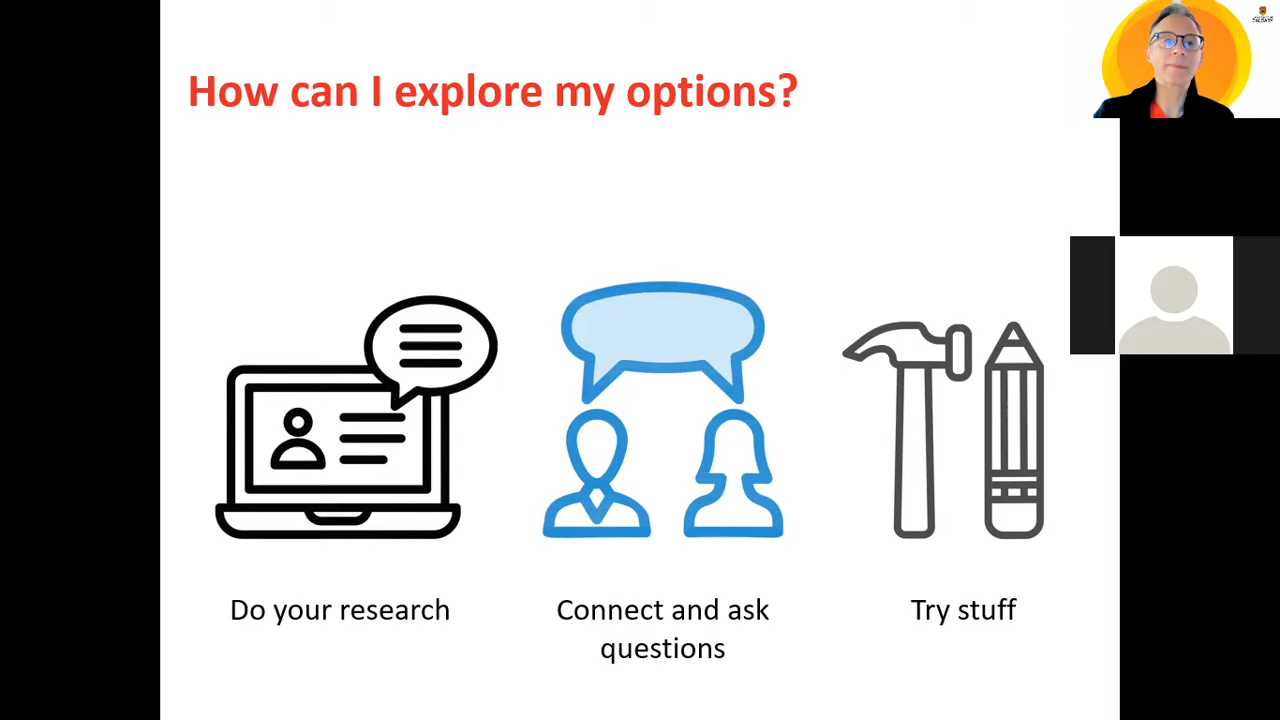 How can I explore my options?
Do your research
Connect and ask
questions
Try stuff